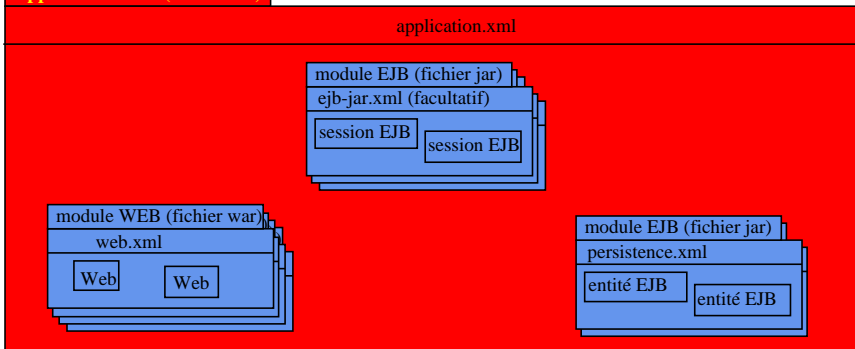 application.xml
module EJB (fichier jar)
ejb-jar.xml (facultatif)
session EJB
session EJB
module WEB (fichier war)
web.xml
Web
Web
module EJB (fichier jar)
persistence.xml
entité EJB
entité EJB